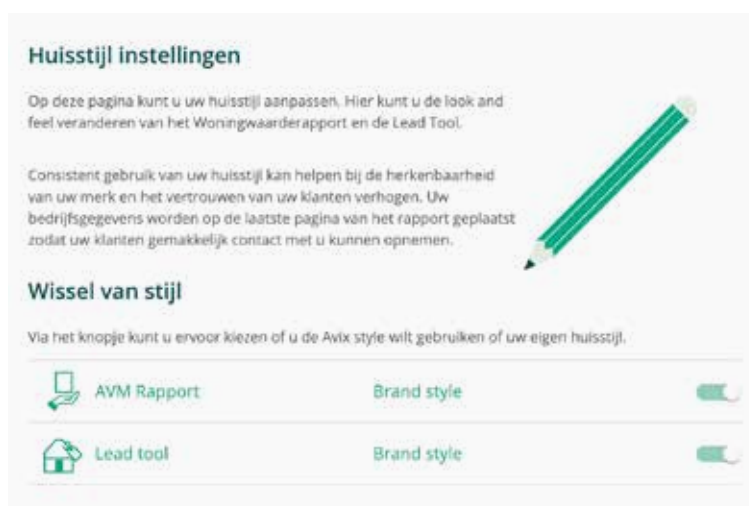 Huisstijl instellingen
Op deze pagina kunt u uw huisstijl aanpassen. Hier kunt u de look and
feel veranderen van het Woningwaarderapport en de Lead Tool.
Consistent gebruik van uw huisstijl kan helpen bij de herkenbaarheid
van uw merk en het vertrouwen van uw klanten verhogen. Uw
bedrijfsgegevens worden op de laatste pagina van het rapport geplaatst
zodat uw klanten gemakkelijk contact met u kunnen opnemen.
Wissel van stijl
Via het knopje kunt u ervoor kiezen of u de Avix style wilt gebruiken of uw eigen huisstijl.
AVM Rapport Brand style
Lead tool Brand style